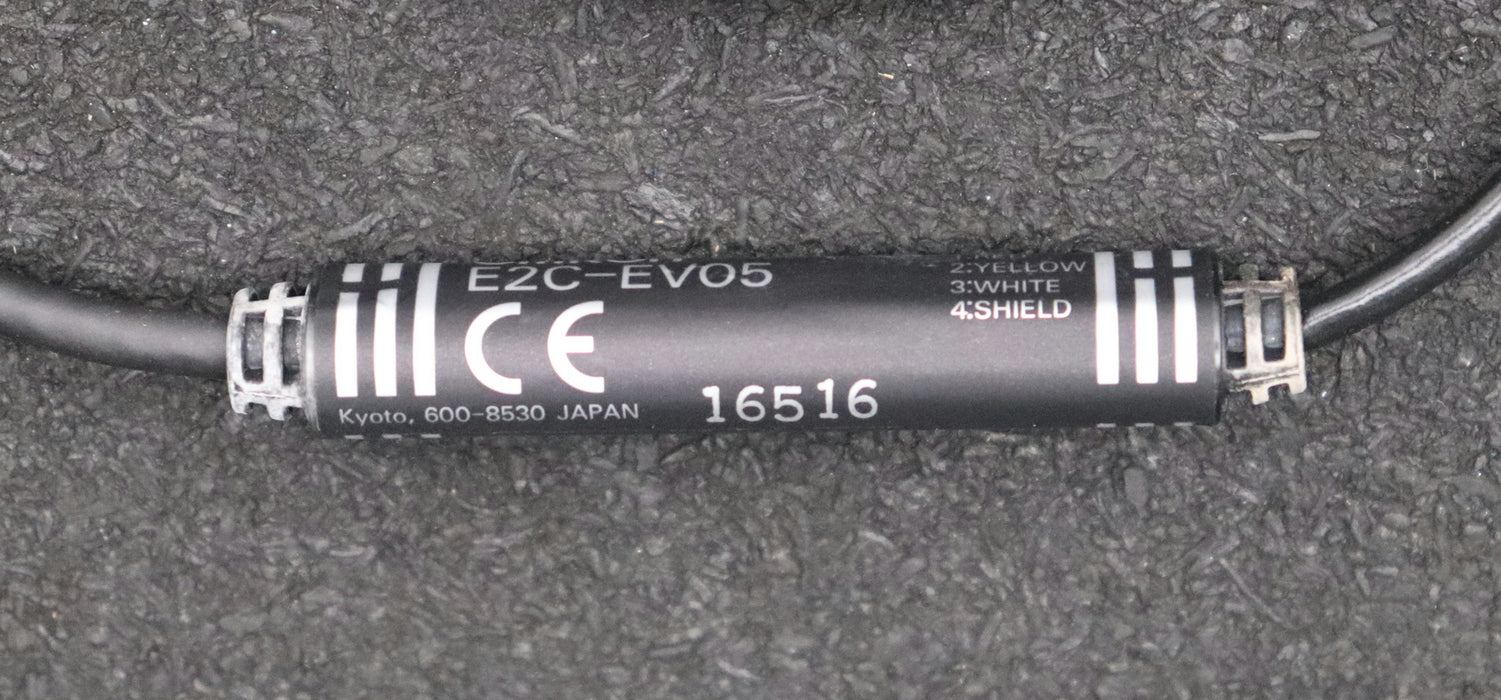 E2C-EV05
CE
Kyoto, 600-8530 JAPAN
16516
2:YELLOW
3:WHITE
4:SHIELD